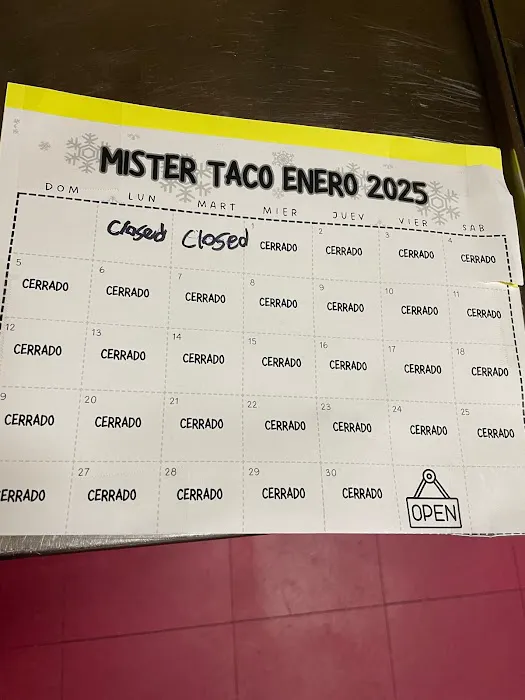 MISTER TACO ENERO 2025
DOM LUN MART MIER JUEV VIER SAB
Closed Closed 1 CERRADO 2 CERRADO 3 CERRADO 4 CERRADO
5 CERRADO 6 CERRADO 7 CERRADO 8 CERRADO 9 CERRADO 10 CERRADO 11 CERRADO
12 CERRADO 13 CERRADO 14 CERRADO 15 CERRADO 16 CERRADO 17 CERRADO 18 CERRADO
9 CERRADO 20 CERRADO 21 CERRADO 22 CERRADO 23 CERRADO 24 CERRADO 25 CERRADO
ERRADO 27 CERRADO 28 CERRADO 29 CERRADO 30 CERRADO OPEN